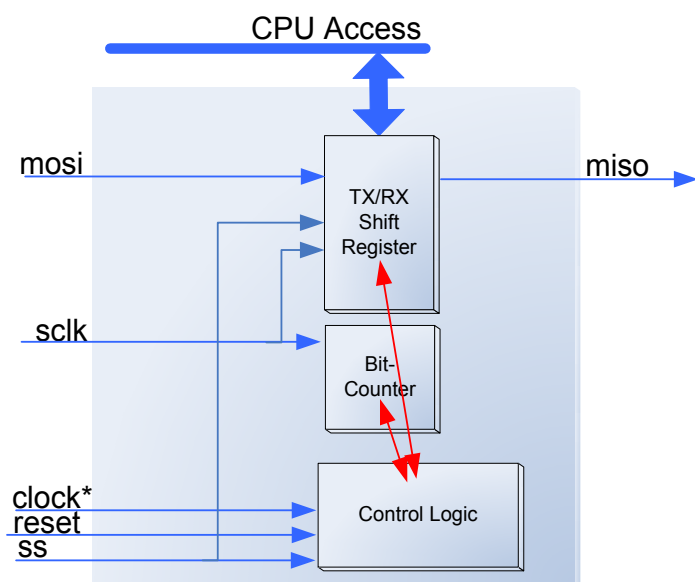 CPU Access
mosi
miso
TX/RX
Shift
Register
sclk
Bit-
Counter
clock*
reset
ss
Control Logic